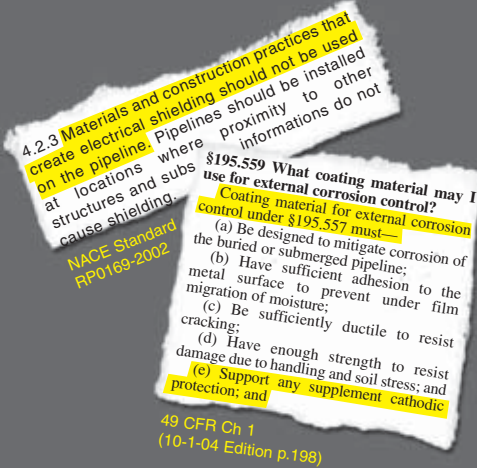 4.2.3 Materials and construction practices that
create electrical shielding should not be used
on the pipeline. Pipelines should be installed
at locations where proximity to other
structures and subs informations do not
cause shielding.
NACE Standard
RP0169-2002
§195.559 What coating material may I
use for external corrosion control?
Coating material for external corrosion
control under §195.557 must—
(a) Be designed to mitigate corrosion of
the buried or submerged pipeline;
(b) Have sufficient adhesion to the
metal surface to prevent under film
migration of moisture;
(c) Be sufficiently ductile to resist
cracking;
(d) Have enough strength to resist
damage due to handling and soil stress; and
(e) Support any supplement cathodic
protection; and
49 CFR Ch 1
(10-1-04 Edition p.198)